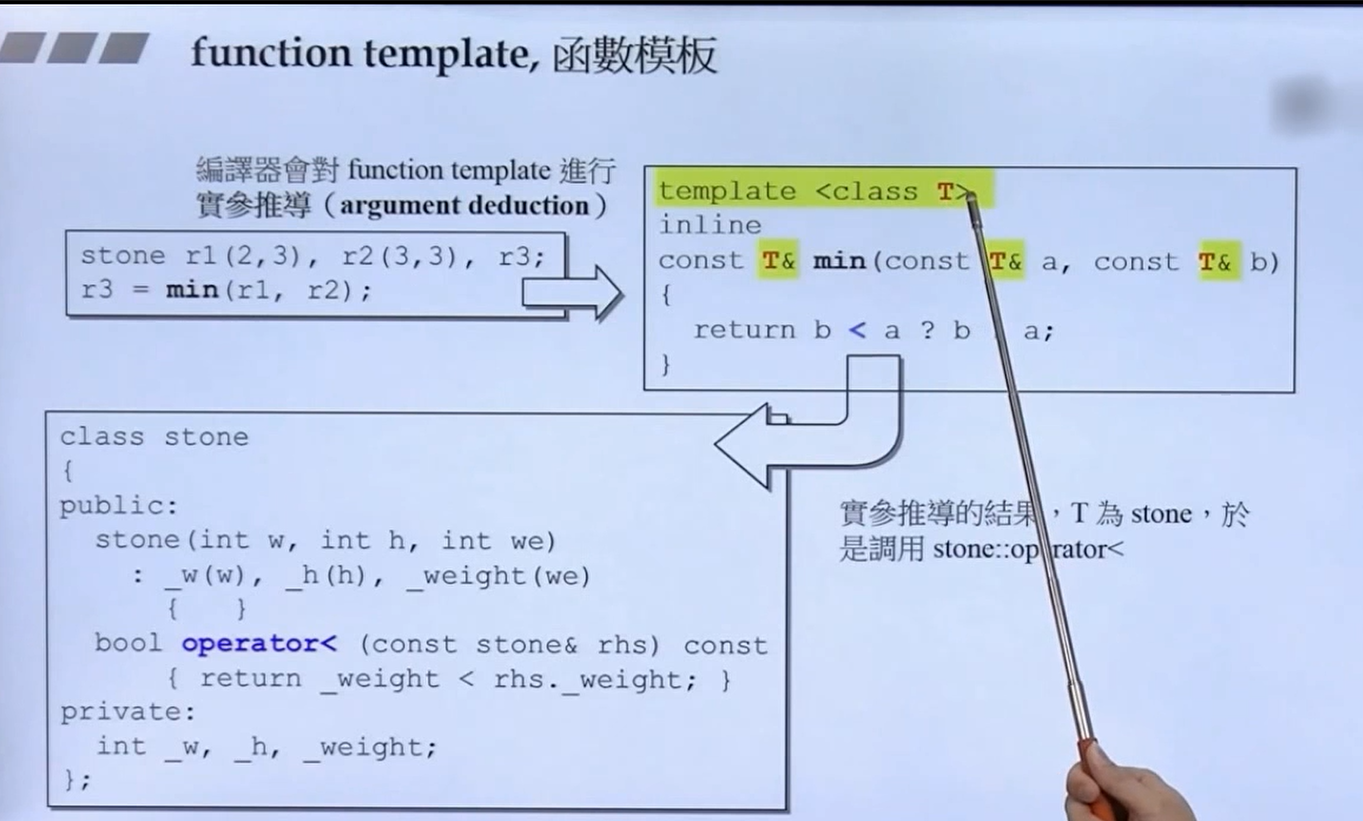 function template, 函數模板
編譯器會對 function template 進行
實參推導（argument deduction）
stone r1(2,3), r2(3,3), r3;
r3 = min(r1, r2);
template <class T>
inline
const T& min(const T& a, const T& b)
{
return b < a ? b a;
}
class stone
{
public:
stone(int w, int h, int we)
: _w(w), _h(h), _weight(we)
{ }
bool operator< (const stone& rhs) const
{ return _weight < rhs._weight; }
private:
int _w, _h, _weight;
};
實參推導的結果，T 為 stone，於
是調用 stone::operator<